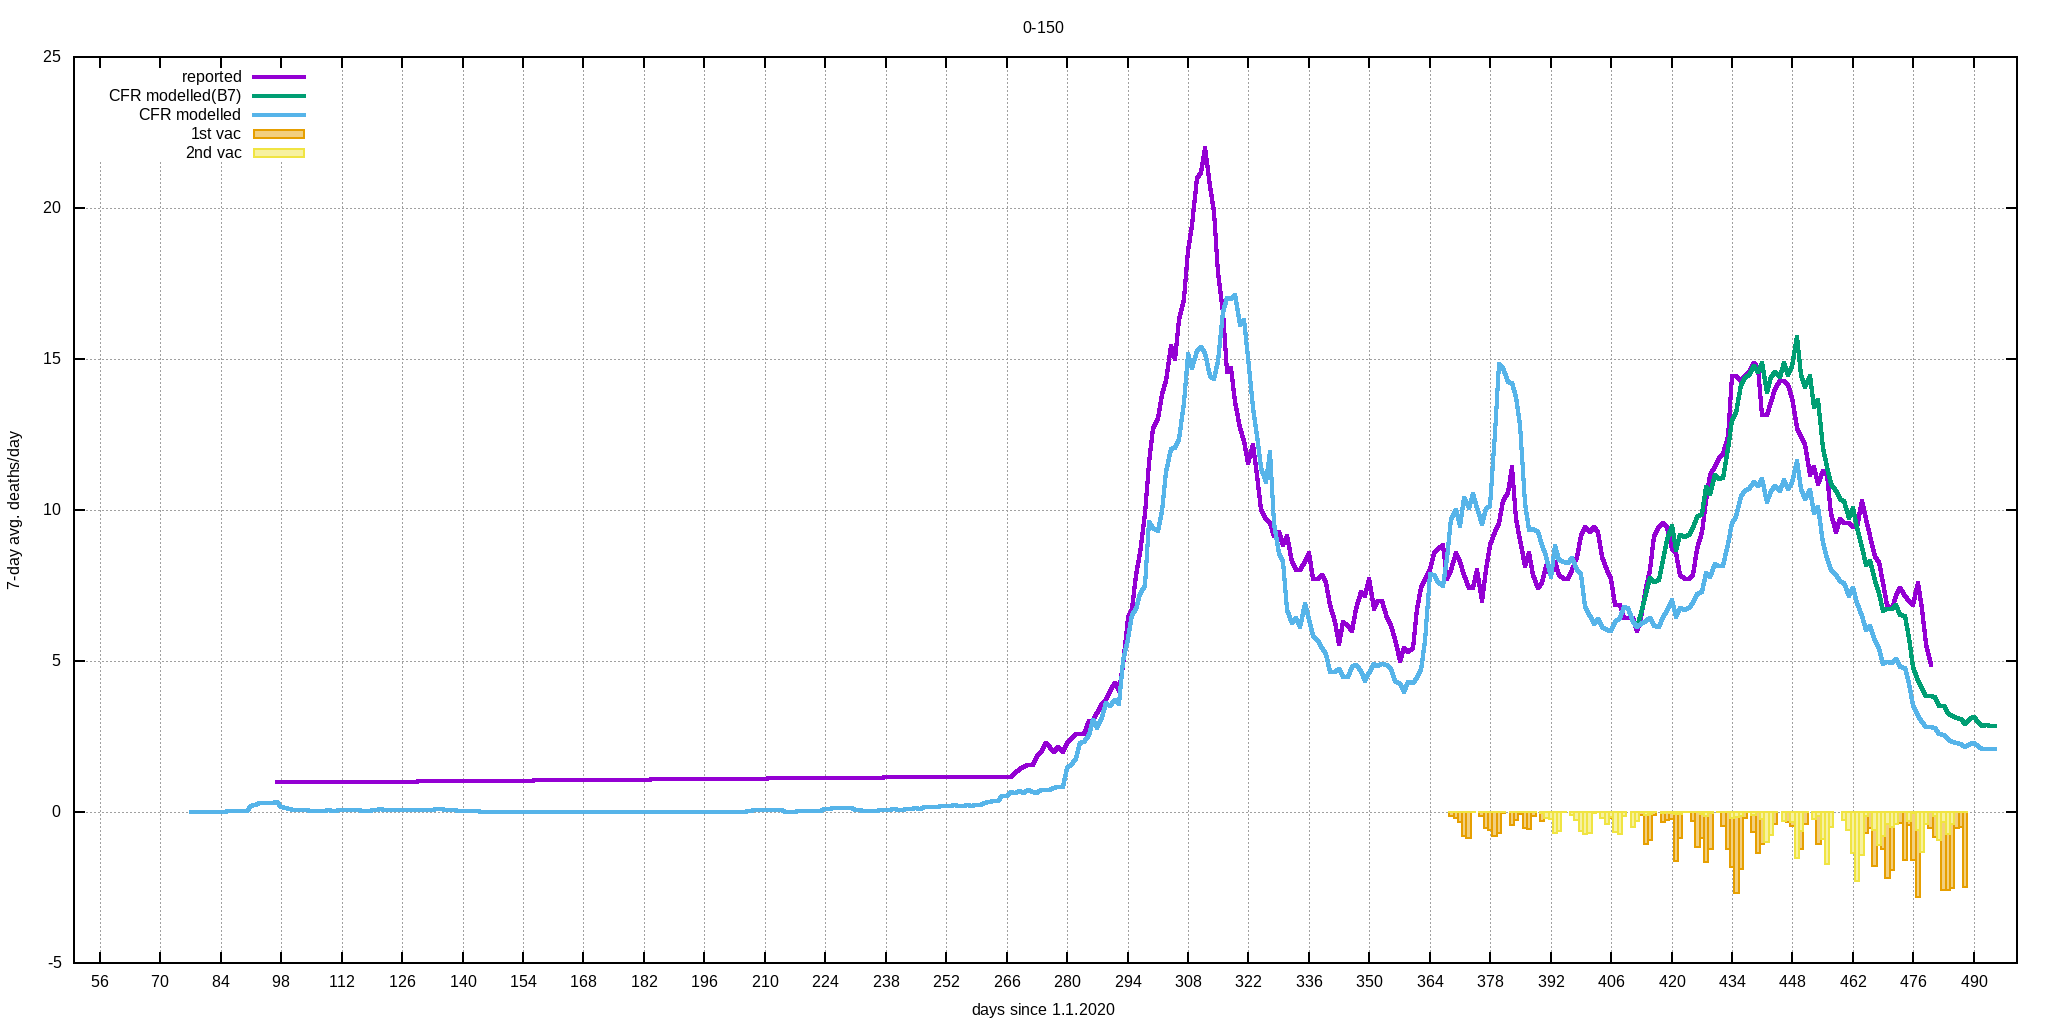 0-150
25
20
15
10
5
0
-5
7-day avg. deaths/day
reported
CFR modelled(B7)
CFR modelled
1st vac
2nd vac
56 70 84 98 112 126 140 154 168 182 196 210 224 238 252 266 280 294 308 322 336 350 364 378 392 406 420 434 448 462 476 490
days since 1.1.2020